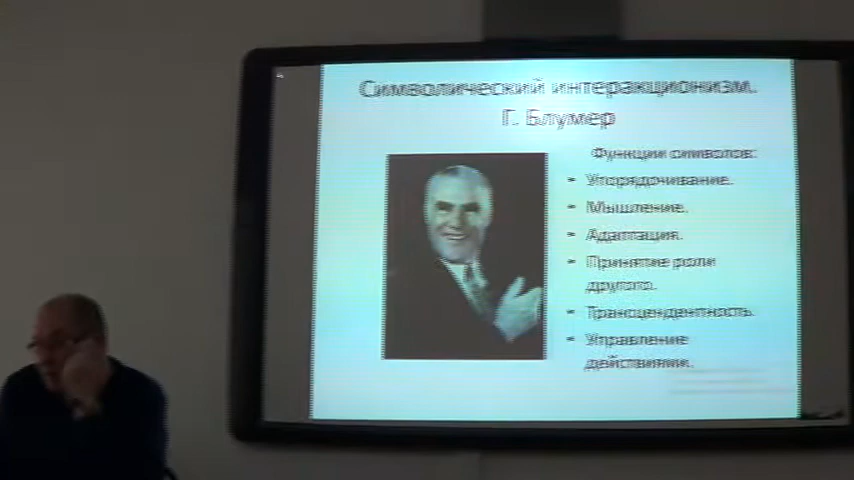 Символический интеракционизм.
Г. Блумер
Функции символов:
- Упорядочивание.
- Мышление.
- Адаптация.
- Принятие роли
другого.
- Трансцендентность.
- Управление
действиями.